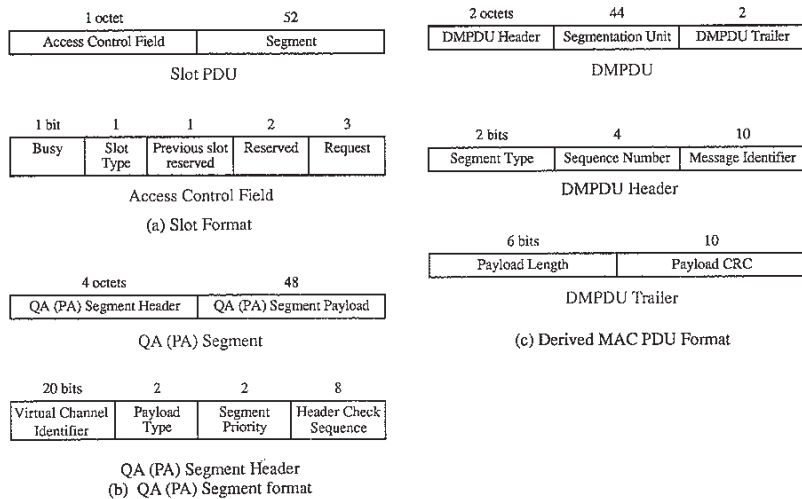 1 octet 52
Access Control Field Segment
Slot PDU
1 bit 1 1 2 3
Busy Slot Type Previous slot reserved Reserved Request
Access Control Field
(a) Slot Format
4 octets 48
QA (PA) Segment Header QA (PA) Segment Payload
QA (PA) Segment
20 bits 2 2 8
Virtual Channel Identifier Payload Type Segment Priority Header Check Sequence
QA (PA) Segment Header
(b) QA (PA) Segment format
2 octets 44 2
DMPDU Header Segmentation Unit DMPDU Trailer
DMPDU
2 bits 4 10
Segment Type Sequence Number Message Identifier
DMPDU Header
6 bits 10
Payload Length Payload CRC
DMPDU Trailer
(c) Derived MAC PDU Format